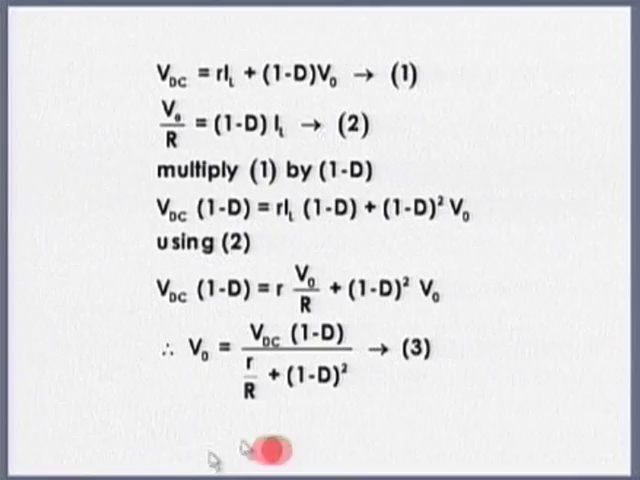 V_DC = rI_L + (1-D)V_0 → (1)
V_0/R = (1-D) I_L → (2)
multiply (1) by (1-D)
V_DC (1-D) = rI_L (1-D) + (1-D)² V_0
using (2)
V_DC (1-D) = r V_0/R + (1-D)² V_0
∴ V_0 = V_DC (1-D) / (r/R + (1-D)²) → (3)